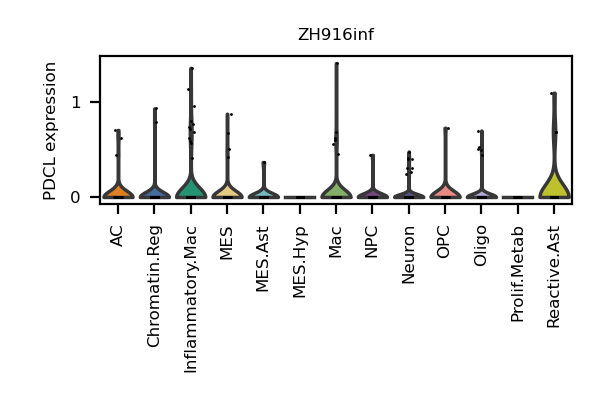 ZH916inf
PDCL expression
1
0
AC
Chromatin.Reg
Inflammatory.Mac
MES
MES.Ast
MES.Hyp
Mac
NPC
Neuron
OPC
Oligo
Prolif.Metab
Reactive.Ast